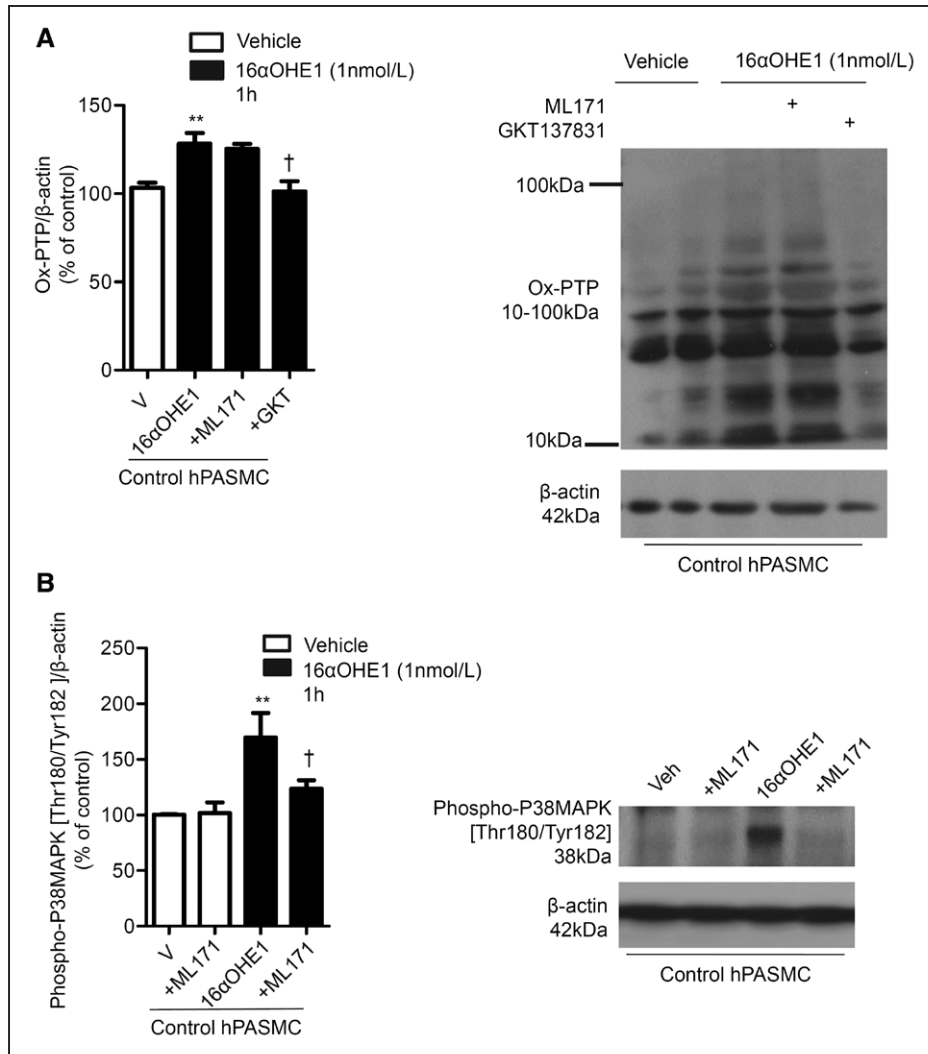 A
Vehicle
16αOHE1 (1nmol/L)
1h
Ox-PTP/β-actin
(% of control)
150
100
50
0
**
†
V
16αOHE1
+ML171
+GKT
Control hPASMC
Vehicle
16αOHE1 (1nmol/L)
ML171
+
GKT137831
+
100kDa
Ox-PTP
10-100kDa
10kDa
β-actin
42kDa
Control hPASMC
B
Vehicle
16αOHE1 (1nmol/L)
1h
Phospho-P38MAPK [Thr180/Tyr182 ]/β-actin
(% of control)
250
200
150
100
50
0
**
†
V
+ML171
16αOHE1
+ML171
Control hPASMC
Veh
+ML171
16αOHE1
+ML171
Phospho-P38MAPK
[Thr180/Tyr182]
38kDa
β-actin
42kDa
Control hPASMC